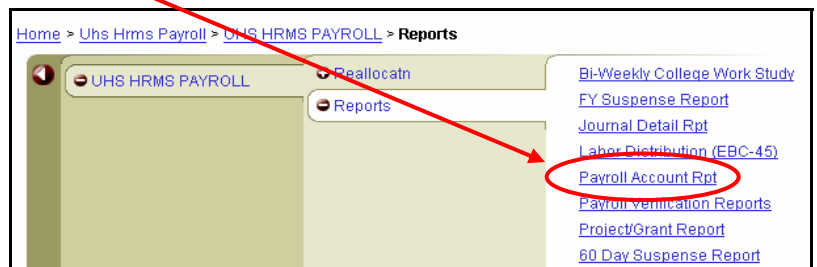 Home > Uhs Hrms Payroll > UHS HRMS PAYROLL > Reports
UHS HRMS PAYROLL
Reallocatn
Reports
Bi-Weekly College Work Study
FY Suspense Report
Journal Detail Rpt
Labor Distribution (EBC-45)
Payroll Account Rpt
Payroll Verification Reports
Project/Grant Report
60 Day Suspense Report